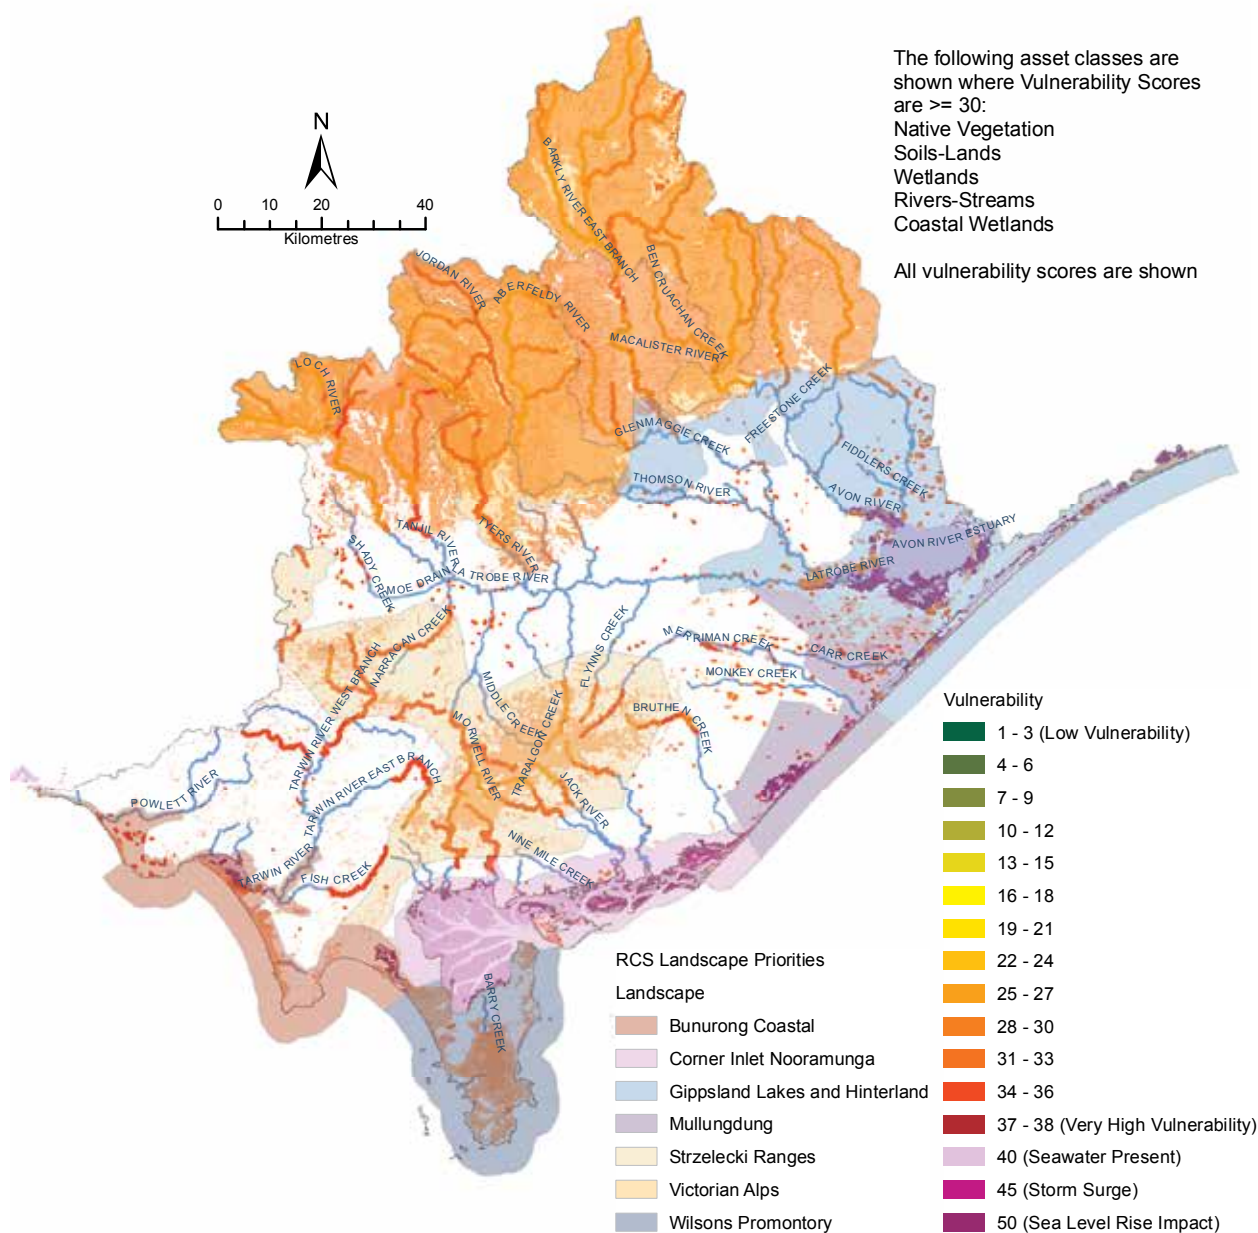 The following asset classes are
shown where Vulnerability Scores
are >= 30:
Native Vegetation
Soils-Lands
Wetlands
Rivers-Streams
Coastal Wetlands
All vulnerability scores are shown
N
0 10 20 40
Kilometres
BARKLY RIVER EAST BRANCH
BEN CRUACHAN CREEK
JORDAN RIVER
ABERFELDY RIVER
MACALISTER RIVER
LOCH RIVER
FREESTONE CREEK
GLENMAGGIE CREEK
FIDDLERS CREEK
THOMSON RIVER
AVON RIVER
AVON RIVER ESTUARY
TANJIL RIVER
TYERS RIVER
SHADY CREEK
MOE DRAIN
LA TROBE RIVER
LATROBE RIVER
NARRACAN CREEK
TARWIN RIVER WEST BRANCH
FLYNNS CREEK
MERRIMAN CREEK
CARR CREEK
MONKEY CREEK
MIDDLE CREEK
BRUTHEN CREEK
MORWELL RIVER
TRARALGON CREEK
TARWIN RIVER EAST BRANCH
JACK RIVER
POWLETT RIVER
NINE MILE CREEK
TARWIN RIVER
FISH CREEK
BARRY CREEK
RCS Landscape Priorities
Landscape
Bunurong Coastal
Corner Inlet Nooramunga
Gippsland Lakes and Hinterland
Mullungdung
Strzelecki Ranges
Victorian Alps
Wilsons Promontory
Vulnerability
1 - 3 (Low Vulnerability)
4 - 6
7 - 9
10 - 12
13 - 15
16 - 18
19 - 21
22 - 24
25 - 27
28 - 30
31 - 33
34 - 36
37 - 38 (Very High Vulnerability)
40 (Seawater Present)
45 (Storm Surge)
50 (Sea Level Rise Impact)